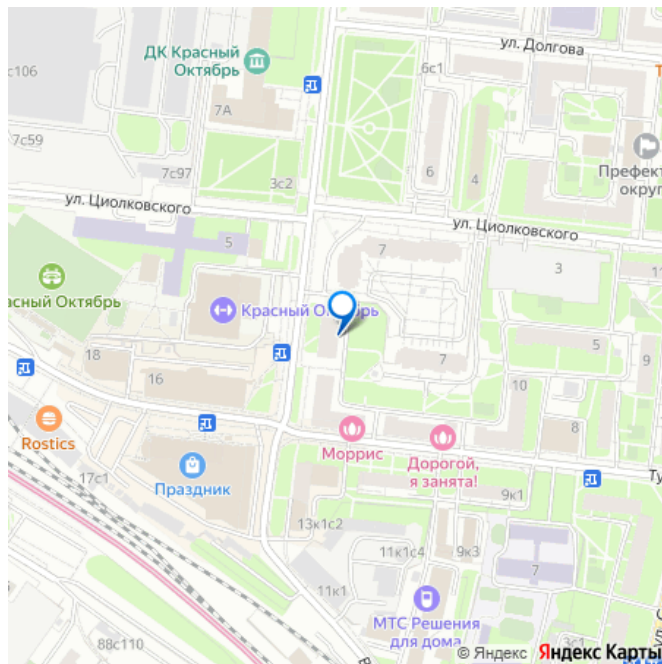 ул. Долгова
ДК Красный
Октябрь
с106
6с1
7А
7с59
6
4
Префект
округ
7с97
3с2
ул. Циолковского
ул. Циолковского
5
7
3
11
асный Октябрь
Красный Октябрь
5
18
16
7
9
10
8
Rostics
Моррис
Дорогой,
я занята!
Ту
Праздник
17с1
9к1
13к1с2
11к1с4
9к3
7
11к1
МТС Решения
для дома
88с110
3с1
© Яндекс Яндекс Карты